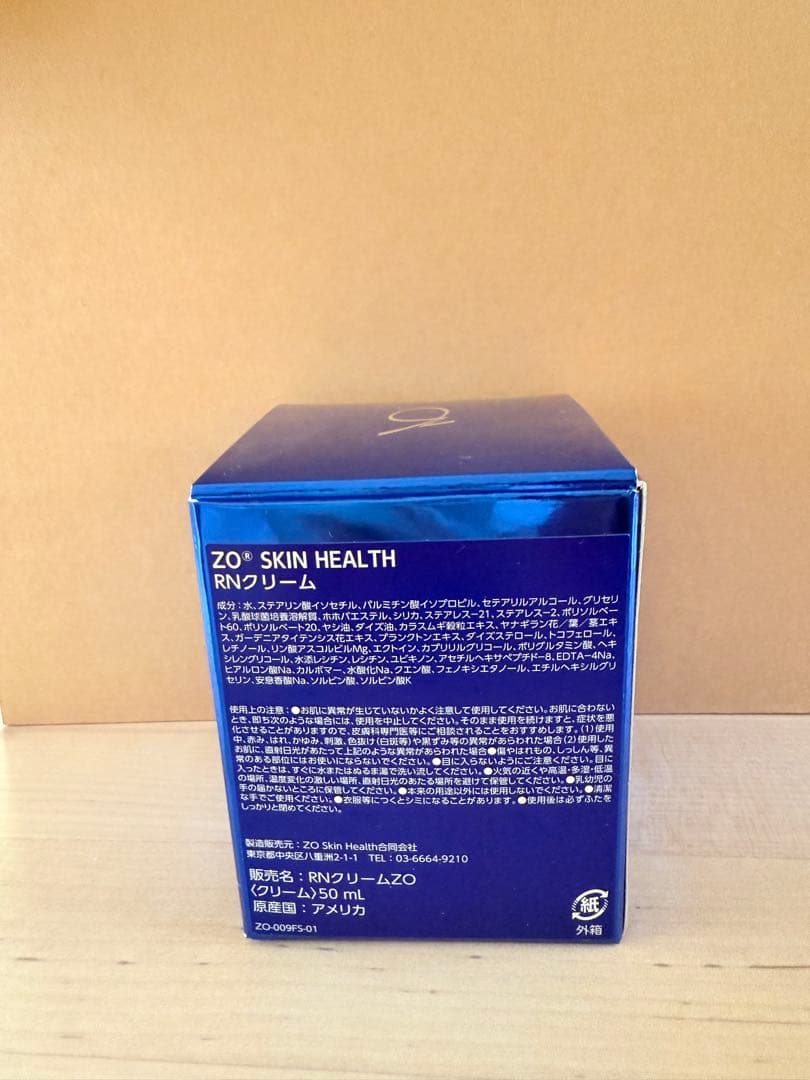 ZO
ZO® SKIN HEALTH
RNクリーム
成分：水、ステアリン酸イソセチル、パルミチン酸イソプロピル、セテアリルアルコール、グリセリ
ン、乳酸球菌培養溶解質、ホホバエステル、シリカ、ステアレス－21、ステアレス－2、ポリソルベー
ト60、ポリソルベート20、ヤシ油、ダイズ油、カラスムギ穀粒エキス、ヤナギラン花／葉／茎エキ
ス、ガーデニアタイテンシス花エキス、プランクトンエキス、ダイズステロール、トコフェロール、
レチノール、リン酸アスコルビルMg、エクトイン、カプリリルグリコール、ポリグルタミン酸、ヘキ
シレングリコール、水添レシチン、レシチン、ユビキノン、アセチルヘキサペプチド－8、EDTA－4Na、
ヒアルロン酸Na、カルボマー、水酸化Na、クエン酸、フェノキシエタノール、エチルヘキシルグリ
セリン、安息香酸Na、ソルビン酸、ソルビン酸K
使用上の注意：●お肌に異常が生じていないかよく注意して使用してください。お肌に合わない
とき、即ち次のような場合には、使用を中止してください。そのまま使用を続けますと、症状を悪
化させることがありますので、皮膚科専門医等にご相談されることをおすすめします。(1)使用
中、赤み、はれ、かゆみ、刺激、色抜け(白斑等)や黒ずみ等の異常があらわれた場合(2)使用した
お肌に、直射日光があたって上記のような異常があらわれた場合●傷やはれもの、しっしん等、異
常のある部位にはお使いにならないでください。●目に入らないようにご注意ください。目に
入ったときは、すぐに水またはぬるま湯で洗い流してください。●火気の近くや高温・多湿・低温
の場所、温度変化の激しい場所、直射日光のあたる場所を避けて保管してください。●乳幼児の
手の届かないところに保管してください。●本来の用途以外には使用しないでください。●清潔
な手でご使用ください。●衣服等につくとシミになることがあります。●使用後は必ずふたを
しっかりと閉めてください。
製造販売元：ZO Skin Health合同会社
東京都中央区八重洲2-1-1 TEL：03-6664-9210
販売名：RNクリームZO
〈クリーム〉50 mL
原産国：アメリカ
ZO-009FS-01
紙
外箱